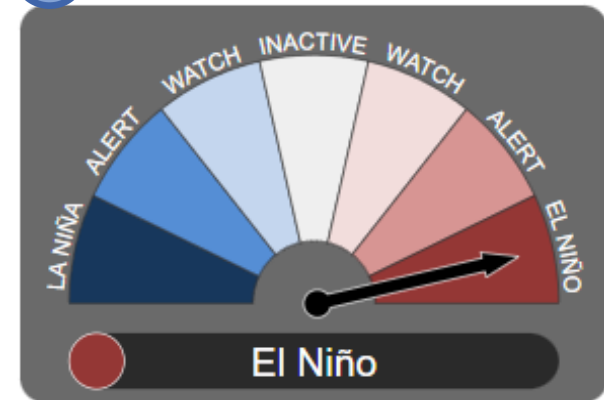 LA NIÑA
ALERT
WATCH
INACTIVE
WATCH
ALERT
EL NIÑO
El Niño